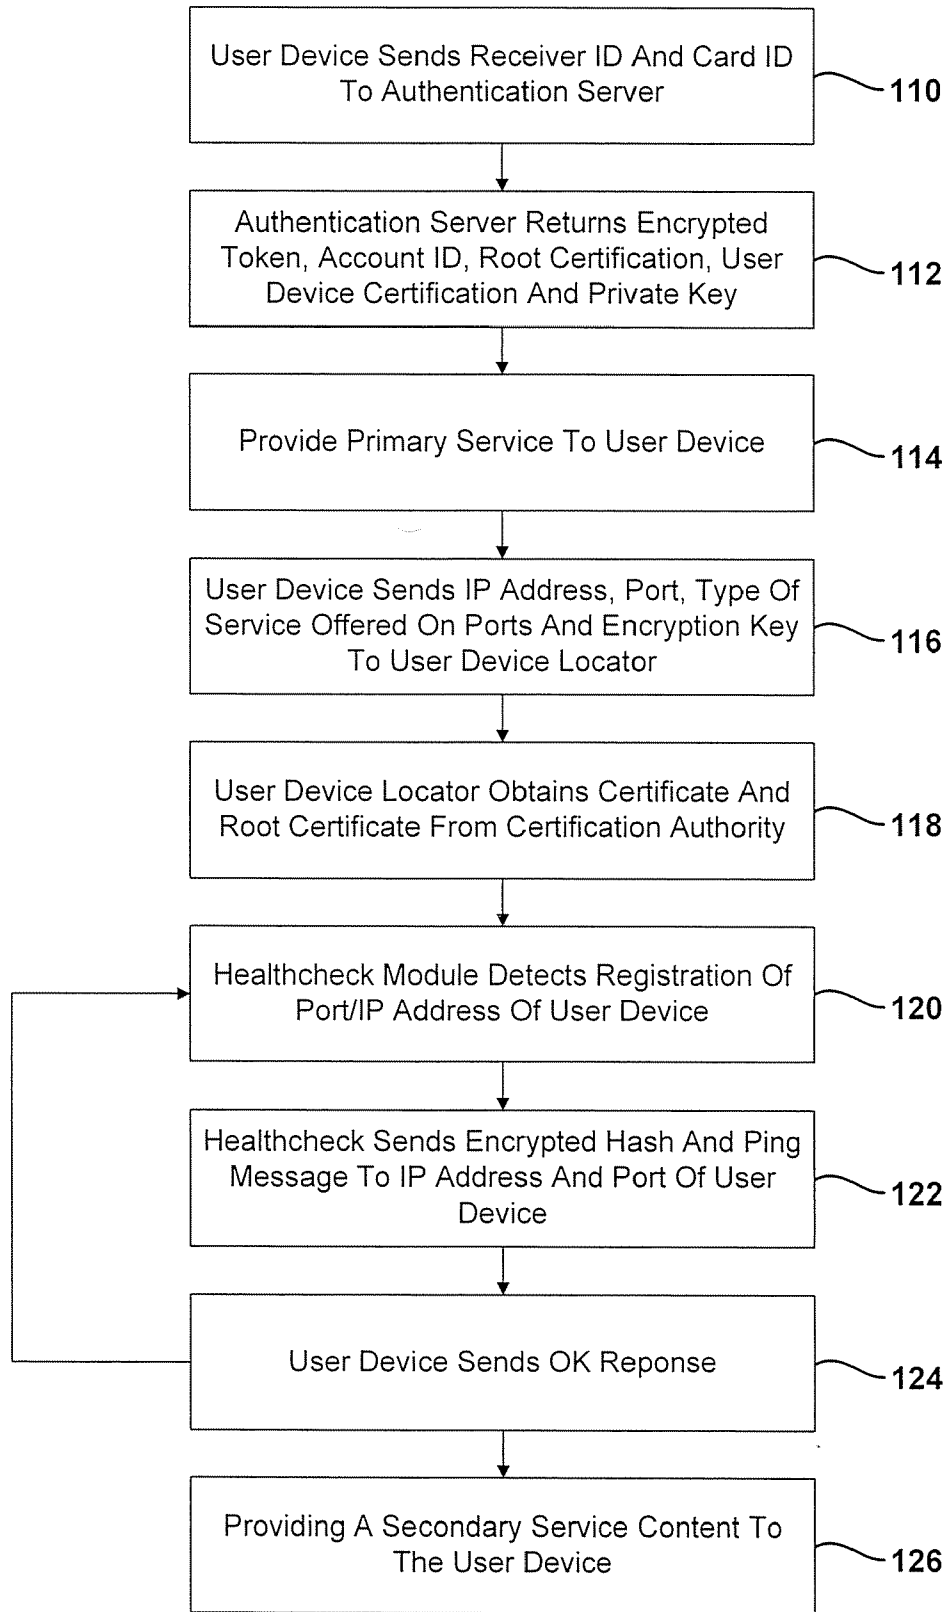 User Device Sends Receiver ID And Card ID
To Authentication Server
110
Authentication Server Returns Encrypted
Token, Account ID, Root Certification, User
Device Certification And Private Key
112
Provide Primary Service To User Device
114
User Device Sends IP Address, Port, Type Of
Service Offered On Ports And Encryption Key
To User Device Locator
116
User Device Locator Obtains Certificate And
Root Certificate From Certification Authority
118
Healthcheck Module Detects Registration Of
Port/IP Address Of User Device
120
Healthcheck Sends Encrypted Hash And Ping
Message To IP Address And Port Of User
Device
122
User Device Sends OK Reponse
124
Providing A Secondary Service Content To
The User Device
126